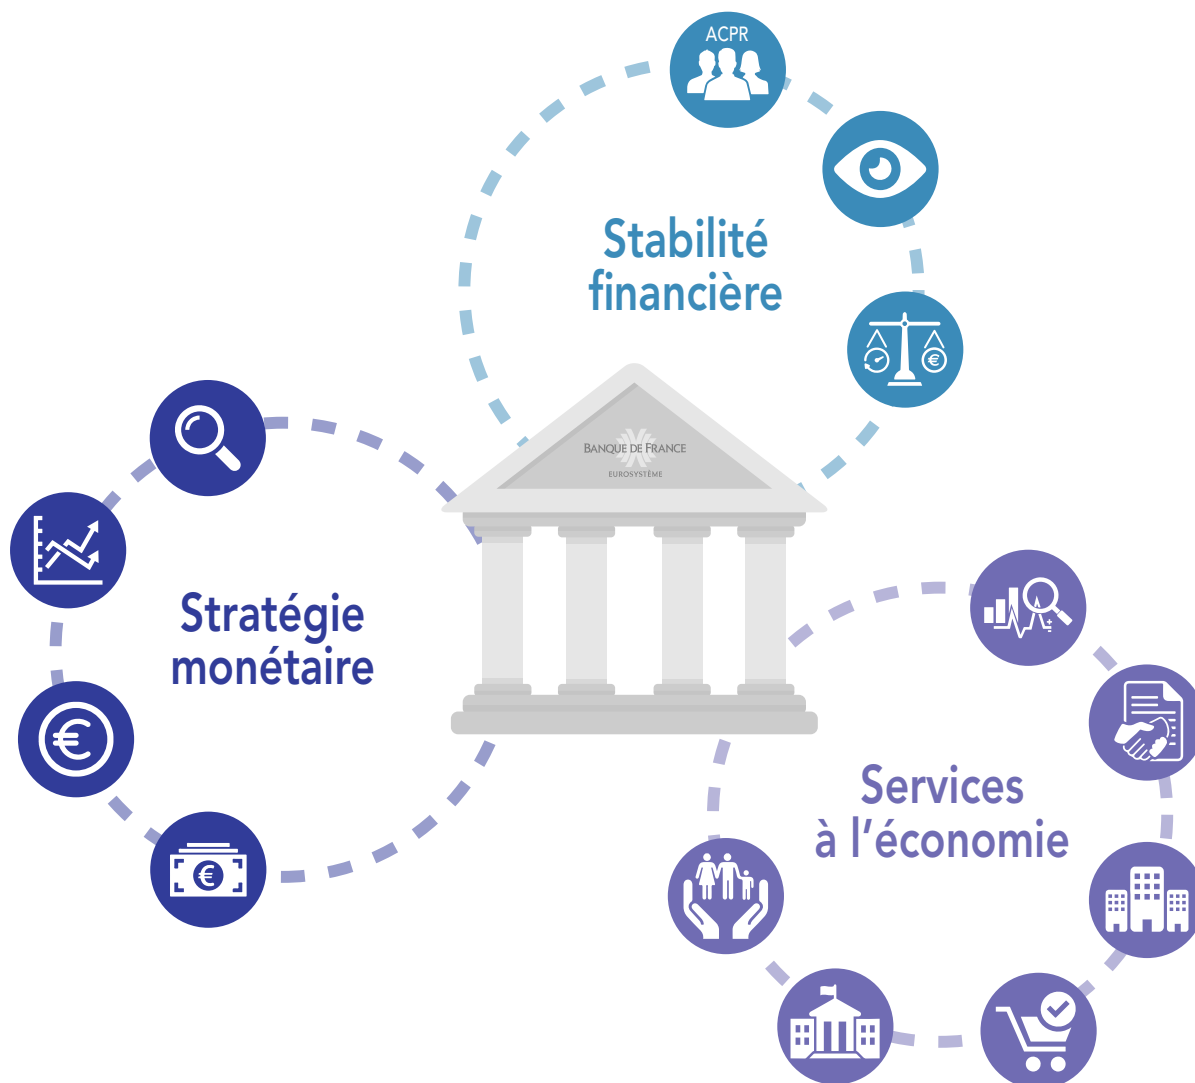 ACPR
Stabilité
financière
BANQUE DE FRANCE
EUROSYSTÈME
Stratégie
monétaire
Services
à l'économie